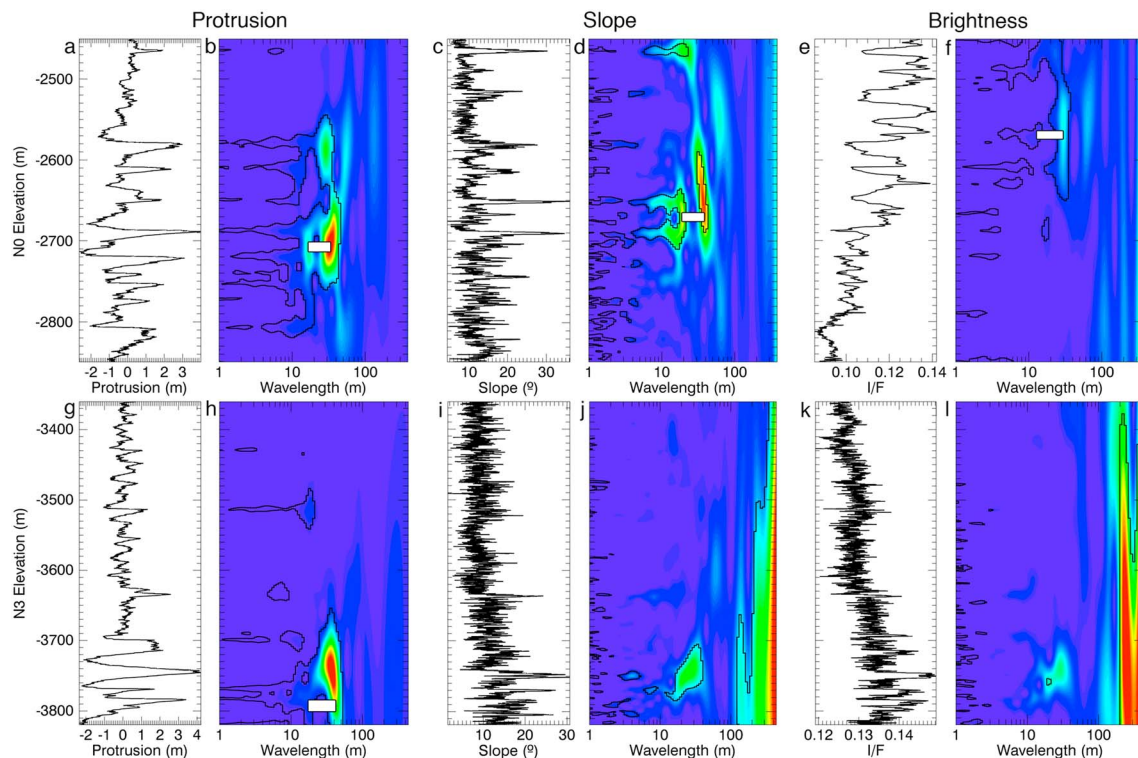 Protrusion Slope Brightness
a b c d e f
-2500
-2600
-2700
-2800
N0 Elevation (m)
-2 -1 0 1 2 3 1 10 100 10 20 30 1 10 100 0.10 0.12 0.14 1 10 100
Protrusion (m) Wavelength (m) Slope (º) Wavelength (m) I/F Wavelength (m)
g h i j k l
-3400
-3500
-3600
-3700
-3800
N3 Elevation (m)
-2 -1 0 1 2 3 4 1 10 100 10 20 30 1 10 100 0.12 0.13 0.14 1 10 100
Protrusion (m) Wavelength (m) Slope (º) Wavelength (m) I/F Wavelength (m)